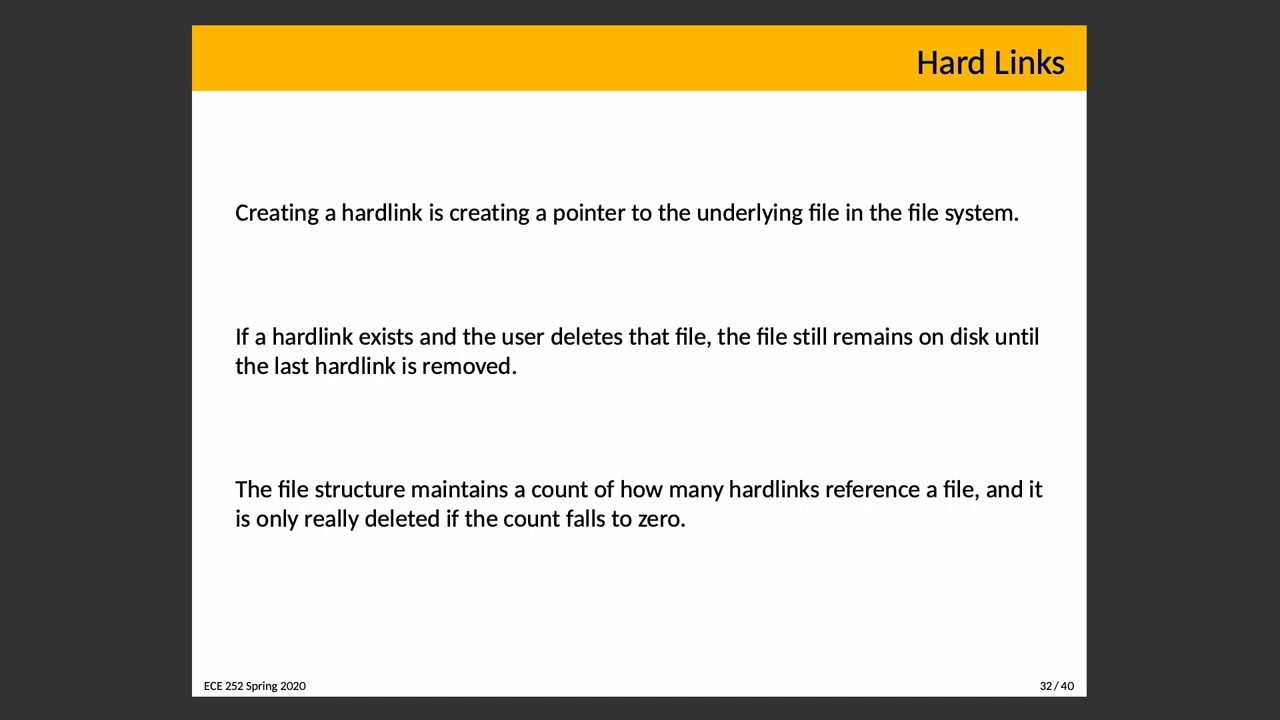 Hard Links
Creating a hardlink is creating a pointer to the underlying file in the file system.
If a hardlink exists and the user deletes that file, the file still remains on disk until
the last hardlink is removed.
The file structure maintains a count of how many hardlinks reference a file, and it
is only really deleted if the count falls to zero.
ECE 252 Spring 2020
32 / 40